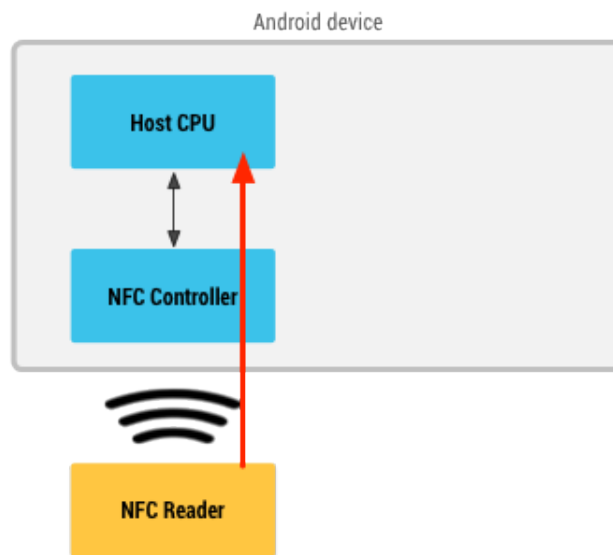 Android device
Host CPU
NFC Controller
NFC Reader